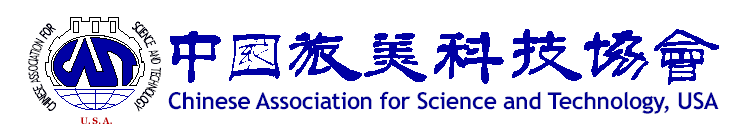 CHINESE ASSOCIATION FOR SCIENCE AND TECHNOLOGY
CAST
U.S.A.
中國旅美科技協會
Chinese Association for Science and Technology, USA